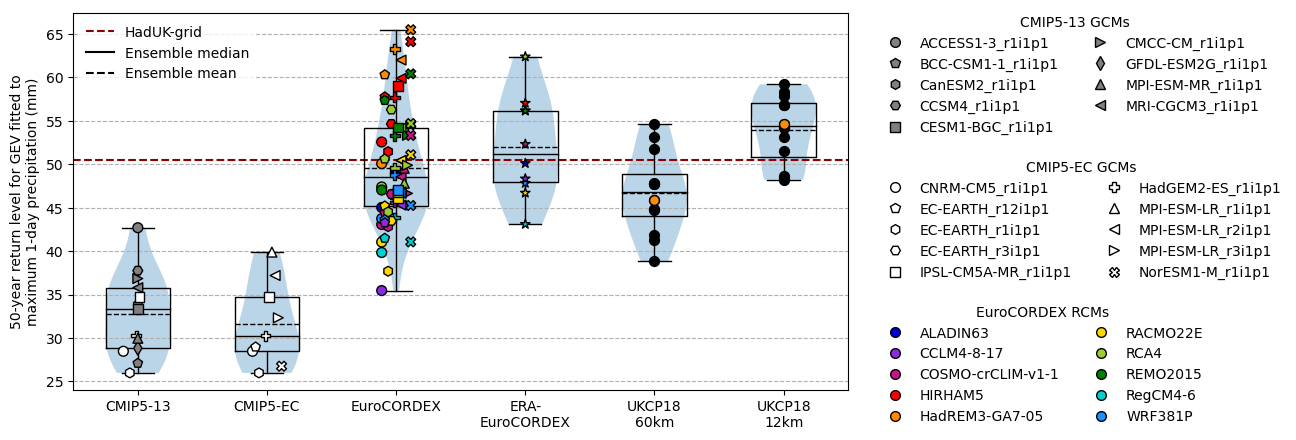 50-year return level for GEV fitted to
maximum 1-day precipitation (mm)
65
60
55
50
45
40
35
30
25
HadUK-grid
Ensemble median
Ensemble mean
CMIP5-13
CMIP5-EC
EuroCORDEX
ERA-
EuroCORDEX
UKCP18
60km
UKCP18
12km
CMIP5-13 GCMs
ACCESS1-3_r1i1p1
BCC-CSM1-1_r1i1p1
CanESM2_r1i1p1
CCSM4_r1i1p1
CESM1-BGC_r1i1p1
CMCC-CM_r1i1p1
GFDL-ESM2G_r1i1p1
MPI-ESM-MR_r1i1p1
MRI-CGCM3_r1i1p1
CMIP5-EC GCMs
CNRM-CM5_r1i1p1
EC-EARTH_r12i1p1
EC-EARTH_r1i1p1
EC-EARTH_r3i1p1
IPSL-CM5A-MR_r1i1p1
HadGEM2-ES_r1i1p1
MPI-ESM-LR_r1i1p1
MPI-ESM-LR_r2i1p1
MPI-ESM-LR_r3i1p1
NorESM1-M_r1i1p1
EuroCORDEX RCMs
ALADIN63
CCLM4-8-17
COSMO-crCLIM-v1-1
HIRHAM5
HadREM3-GA7-05
RACMO22E
RCA4
REMO2015
RegCM4-6
WRF381P